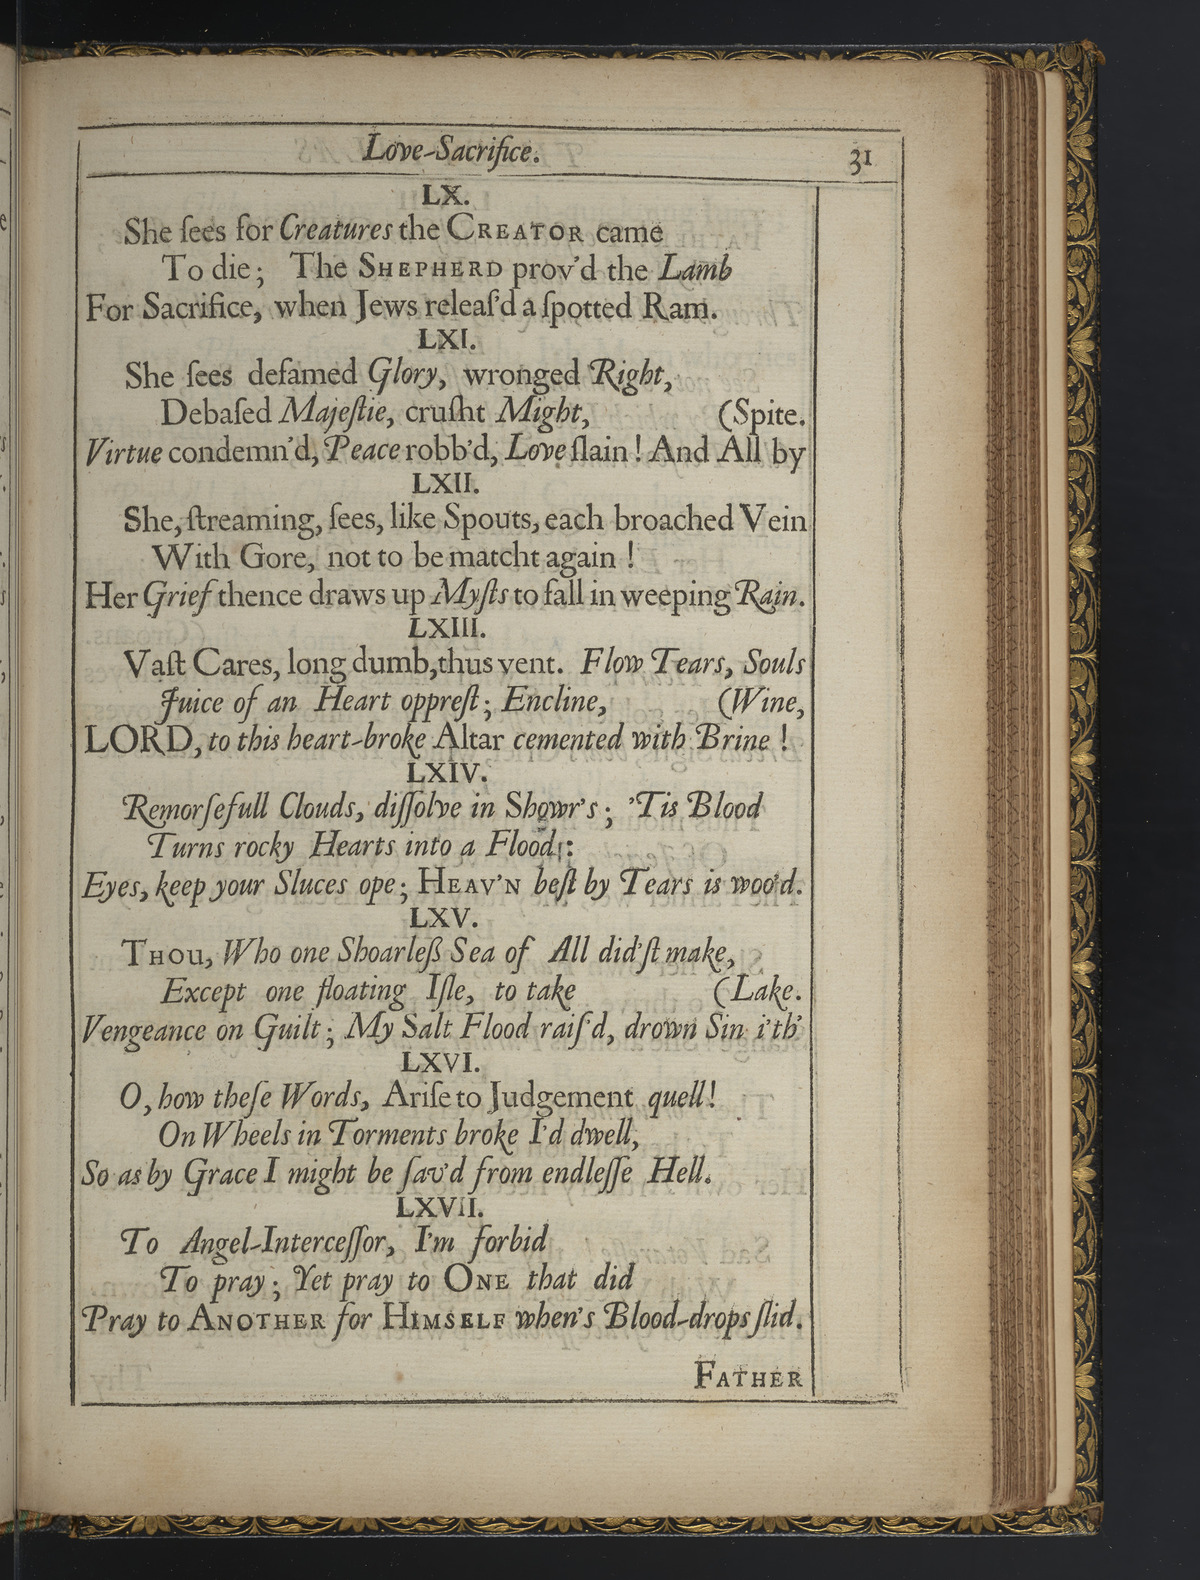 Love-Sacrifice. 31
LX.
She ſees for Creatures the CREATOR came
To die; The SHEPHERD prov'd the Lamb
For Sacrifice, when Jews releaſ'd a ſpotted Ram.
LXI.
She ſees defamed Glory, wronged Right,
Debaſed Majeſtie, cruſht Might, (Spite.
Virtue condemn'd, Peace robb'd, Love ſlain! And All by
LXII.
She, ſtreaming, ſees, like Spouts, each broached Vein
With Gore, not to be matcht again!
Her Grief thence draws up Myſts to fall in weeping Rain.
LXIII.
Vaſt Cares, long dumb, thus vent. Flow Tears, Souls
Juice of an Heart oppreſt; Encline, (Wine,
LORD, to this heart-broke Altar cemented with Brine!
LXIV.
Remorſefull Clouds, diſſolve in Showr's; 'Tis Blood
Turns rocky Hearts into a Flood:
Eyes, keep your Sluces ope; HEAV'N beſt by Tears is woo'd.
LXV.
THOU, Who one Shoarleſs Sea of All did'ſt make,
Except one floating Iſle, to take (Lake.
Vengeance on Guilt; My Salt Flood raiſ'd, drown Sin i'th'
LXVI.
O, how theſe Words, Ariſe to Judgement quell!
On Wheels in Torments broke I'd dwell,
So as by Grace I might be ſav'd from endleſſe Hell.
LXVII.
To Angel-Interceſſor, I'm forbid
To pray; Yet pray to ONE that did
Pray to ANOTHER for HIMSELF when's Blood-drops ſlid.
FATHER